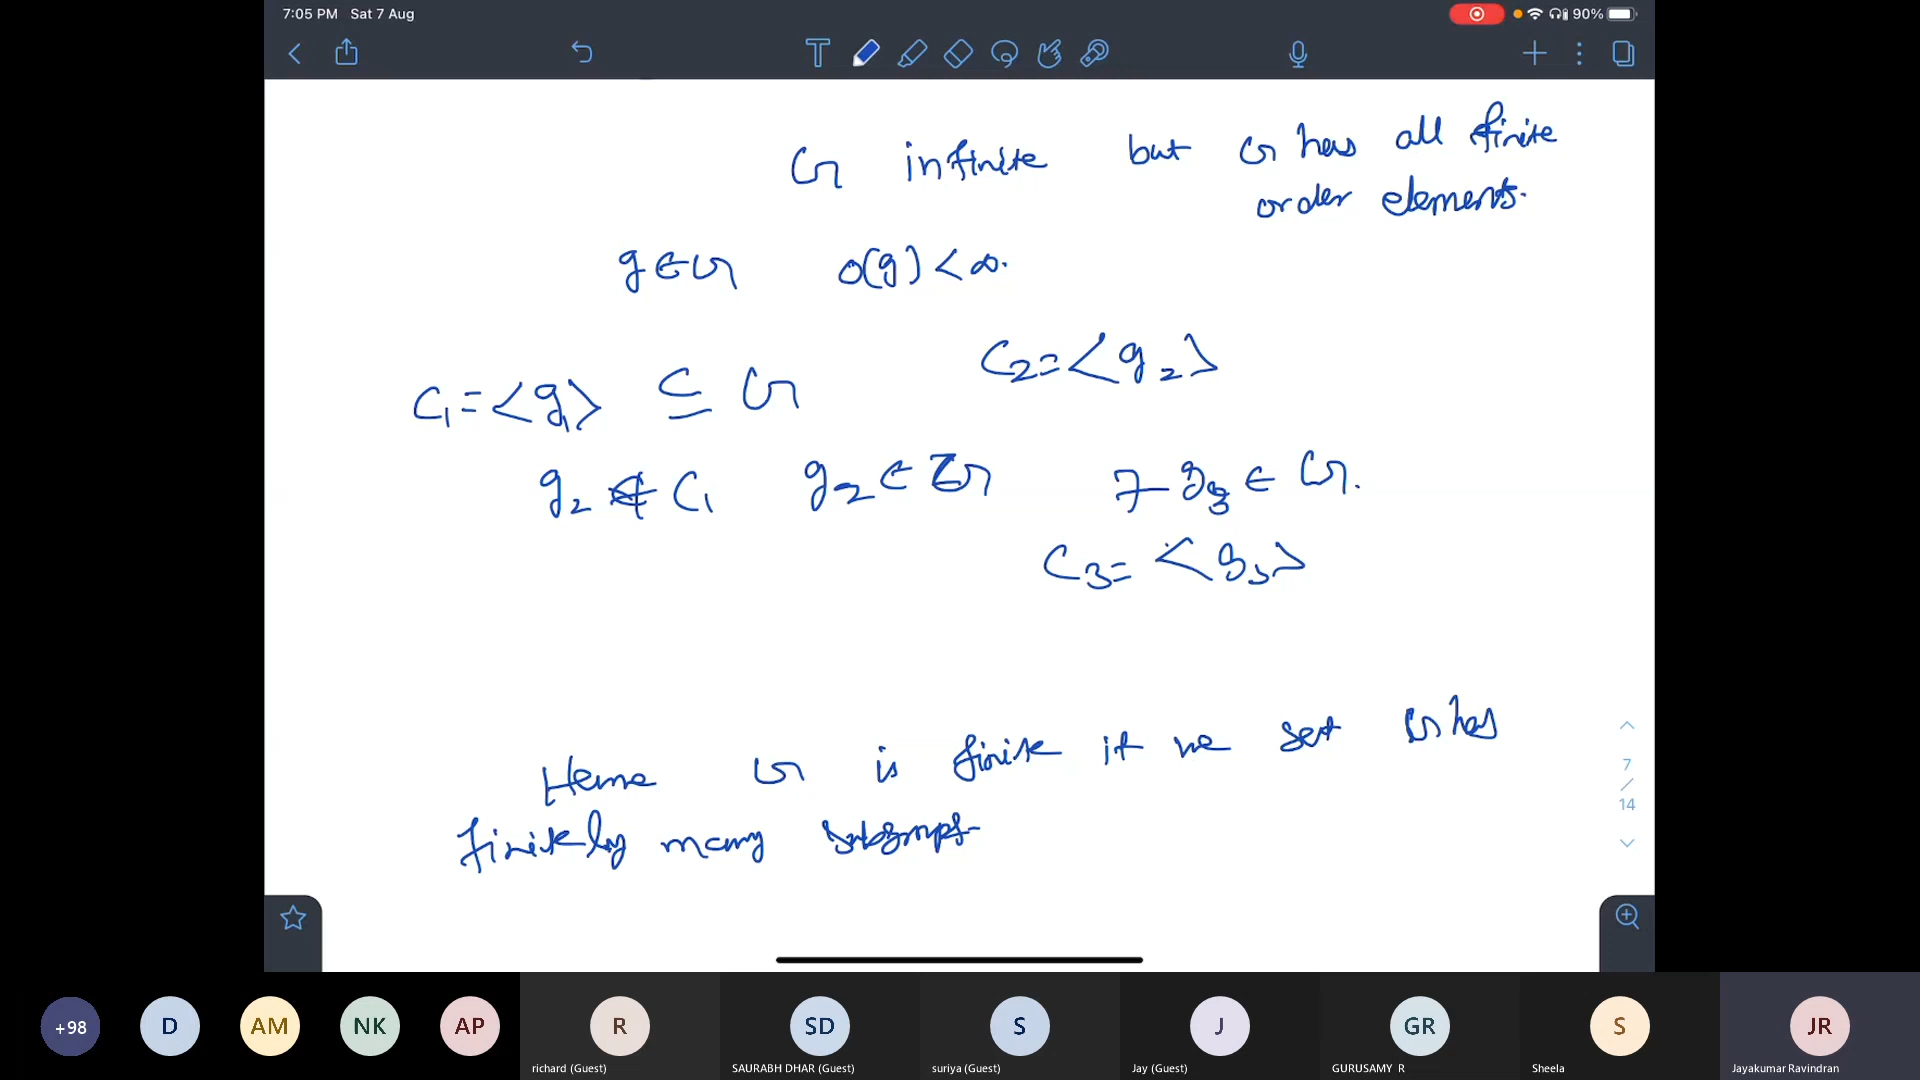 7:05 PM Sat 7 Aug
90%
G infinite but G has all finite
order elements.
g ∈ G o(g) < ∞.
C₂ = <g₂>
C₁ = <g₁> ⊆ G
g₂ ∉ C₁ g₂ ∈ G ∃ g₃ ∈ G.
C₃ = <g₃>
Hence G is finite if we set G has
finitely many subgroups
7
/
14
+98 D AM NK AP R SD S J GR S JR
richard (Guest) SAURABH DHAR (Guest) suriya (Guest) Jay (Guest) GURUSAMY R Sheela Jayakumar Ravindran